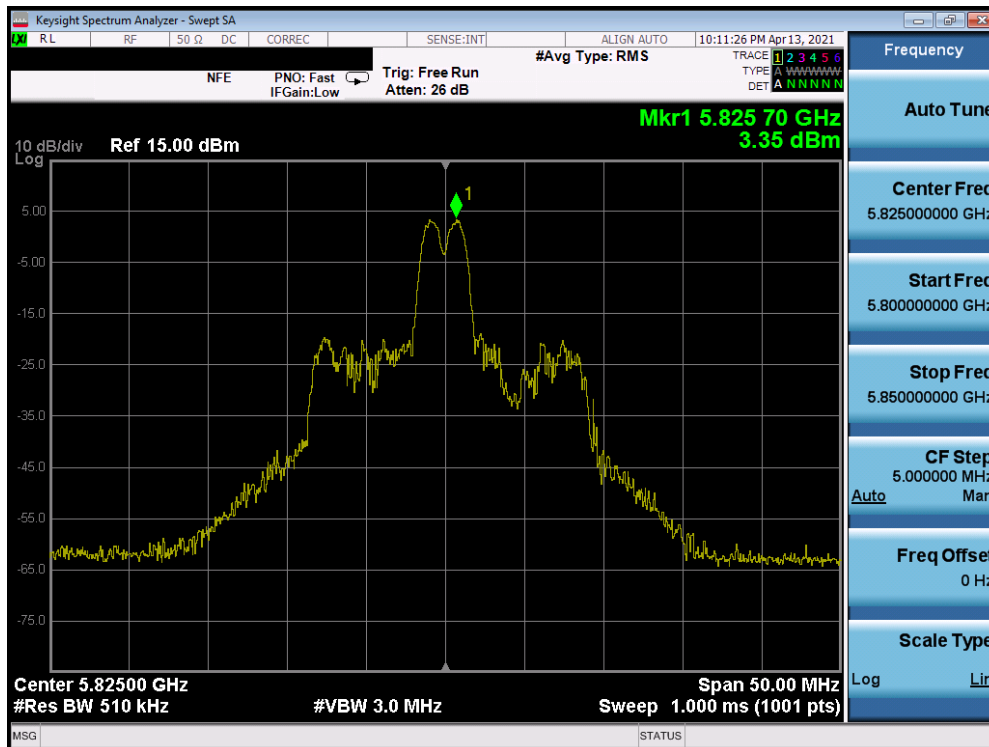 Keysight Spectrum Analyzer - Swept SA
LXI RL RF 50 Ω DC CORREC SENSE:INT ALIGN AUTO 10:11:26 PM Apr 13, 2021
NFE PNO: Fast Trig: Free Run #Avg Type: RMS TRACE 1 2 3 4 5 6
IFGain:Low Atten: 26 dB TYPE A WWWWW
DET A N N N N N
Mkr1 5.825 70 GHz
3.35 dBm
10 dB/div Ref 15.00 dBm
Log
1
5.00
-5.00
-15.0
-25.0
-35.0
-45.0
-55.0
-65.0
-75.0
Center 5.82500 GHz Span 50.00 MHz
#Res BW 510 kHz #VBW 3.0 MHz Sweep 1.000 ms (1001 pts)
MSG STATUS
Frequency
Auto Tune
Center Freq
5.825000000 GHz
Start Freq
5.800000000 GHz
Stop Freq
5.850000000 GHz
CF Step
5.000000 MHz
Auto Man
Freq Offset
0 Hz
Scale Type
Log Lin